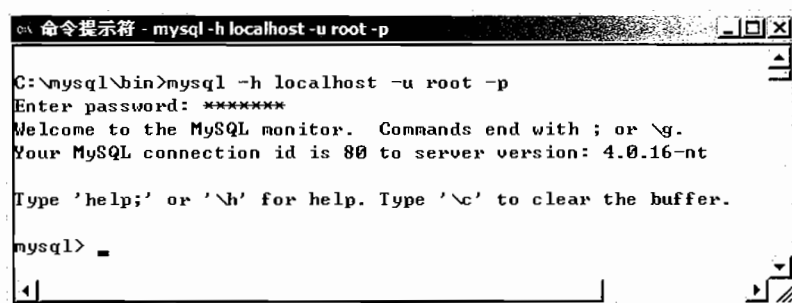 命令提示符 - mysql -h localhost -u root -p
C:\mysql\bin>mysql -h localhost -u root -p
Enter password: *******
Welcome to the MySQL monitor.  Commands end with ; or \g.
Your MySQL connection id is 80 to server version: 4.0.16-nt
Type 'help;' or '\h' for help. Type '\c' to clear the buffer.
mysql>